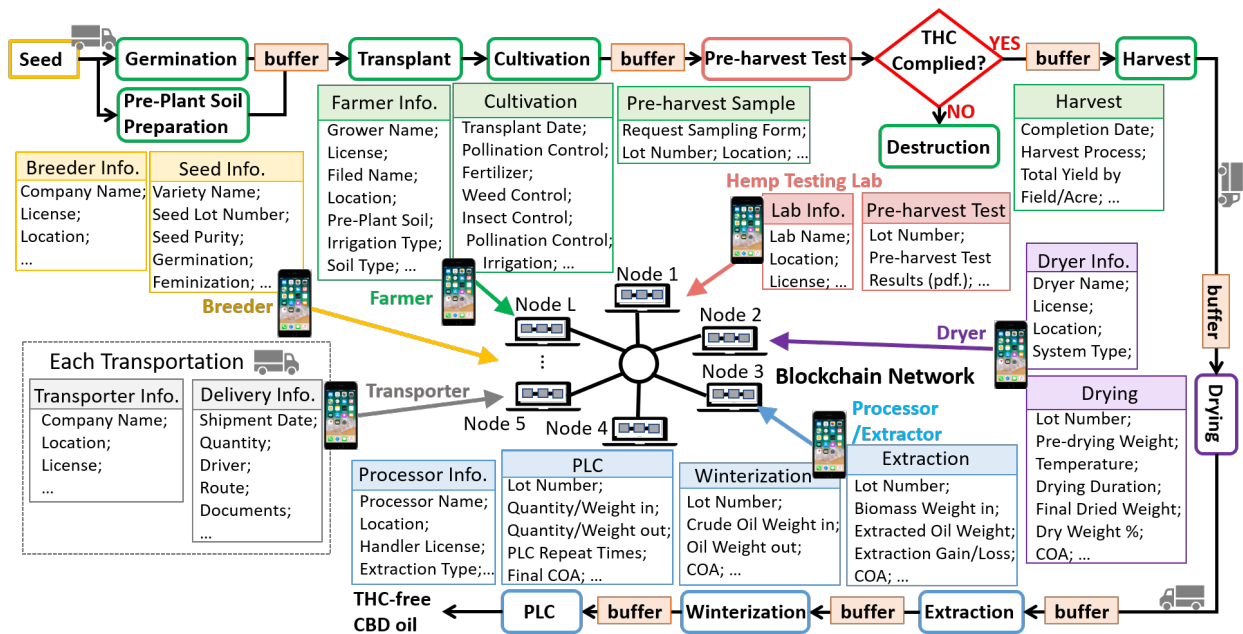 Seed
Germination
buffer
Transplant
Cultivation
buffer
Pre-harvest Test
THC
Complied?
YES
buffer
Harvest
Pre-Plant Soil
Preparation
NO
Destruction
Farmer Info.
Grower Name;
License;
Filed Name;
Location;
Pre-Plant Soil;
Irrigation Type;
Soil Type; ...
Cultivation
Transplant Date;
Pollination Control;
Fertilizer;
Weed Control;
Insect Control;
Pollination Control;
Irrigation; ...
Pre-harvest Sample
Request Sampling Form;
Lot Number; Location; ...
Harvest
Completion Date;
Harvest Process;
Total Yield by
Field/Acre; ...
Breeder Info.
Company Name;
License;
Location;
...
Seed Info.
Variety Name;
Seed Lot Number;
Seed Purity;
Germination;
Feminization; ...
Hemp Testing Lab
Lab Info.
Lab Name;
Location;
License; ...
Pre-harvest Test
Lot Number;
Pre-harvest Test
Results (pdf.); ...
Dryer Info.
Dryer Name;
License;
Location;
System Type;
buffer
Breeder
Farmer
Node L
Node 1
Node 2
Dryer
...
Node 3
Blockchain Network
Node 5
Node 4
Each Transportation
Transporter Info.
Company Name;
Location;
License;
...
Delivery Info.
Shipment Date;
Quantity;
Driver;
Route;
Documents;
...
Transporter
Processor
/Extractor
Drying
Lot Number;
Pre-drying Weight;
Temperature;
Drying Duration;
Final Dried Weight;
Dry Weight %;
COA; ...
Drying
Processor Info.
Processor Name;
Location;
Handler License;
Extraction Type;...
PLC
Lot Number;
Quantity/Weight in;
Quantity/Weight out;
PLC Repeat Times;
Final COA; ...
Winterization
Lot Number;
Crude Oil Weight in;
Oil Weight out;
COA; ...
Extraction
Lot Number;
Biomass Weight in;
Extracted Oil Weight;
Extraction Gain/Loss;
COA; ...
THC-free
CBD oil
PLC
buffer
Winterization
buffer
Extraction
buffer